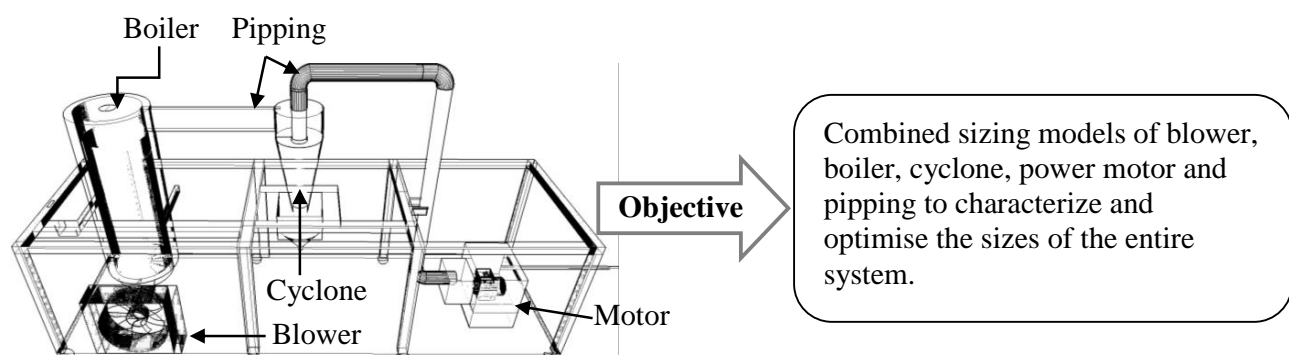 Boiler
Pipping
Cyclone
Blower
Motor
Objective
Combined sizing models of blower,
boiler, cyclone, power motor and
pipping to characterize and
optimise the sizes of the entire
system.